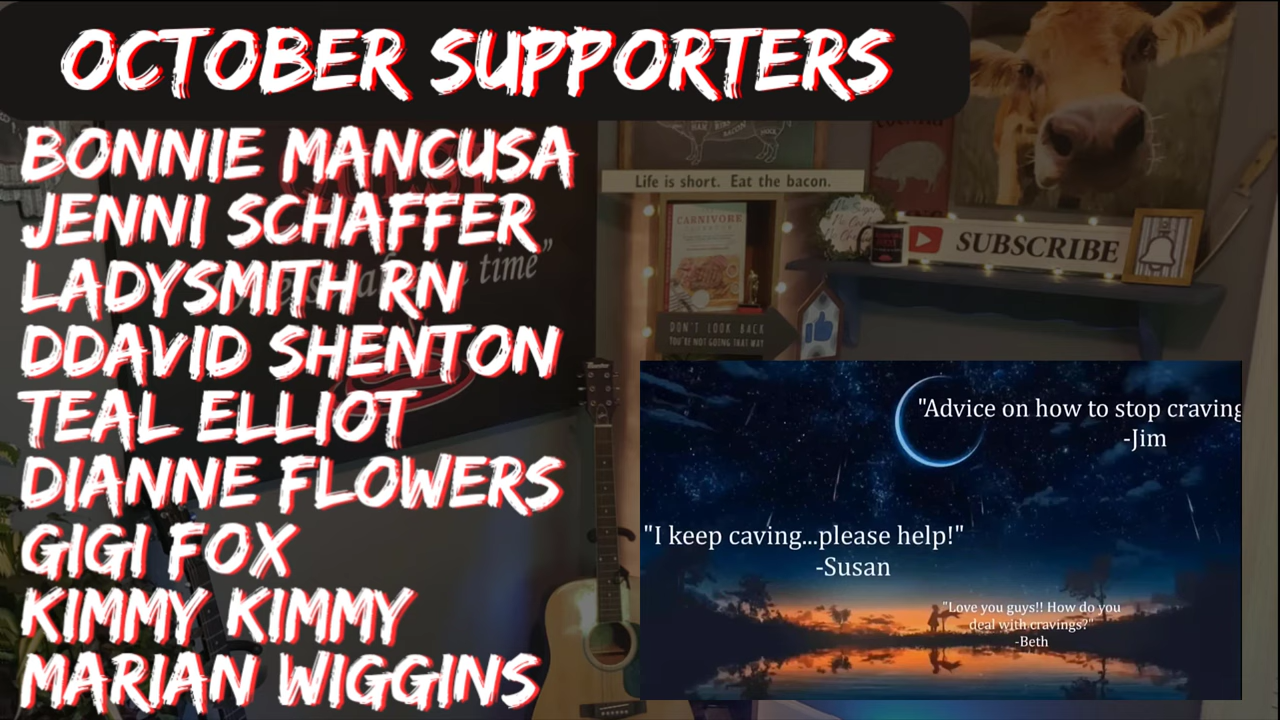 OCTOBER SUPPORTERS
BONNIE MANCUSA
JENNI SCHAFFER
LADYSMITH RN
DDAVID SHENTON
TEAL ELLIOT
DIANNE FLOWERS
GIGI FOX
KIMMY KIMMY
MARIAN WIGGINS
time"
Life is short. Eat the bacon.
CARNIVORE
SUBSCRIBE
DON'T LOOK BACK
YOU'RE NOT GOING THAT WAY
"Advice on how to stop craving
-Jim
"I keep caving...please help!"
-Susan
"Love you guys!! How do you
deal with cravings?"
-Beth